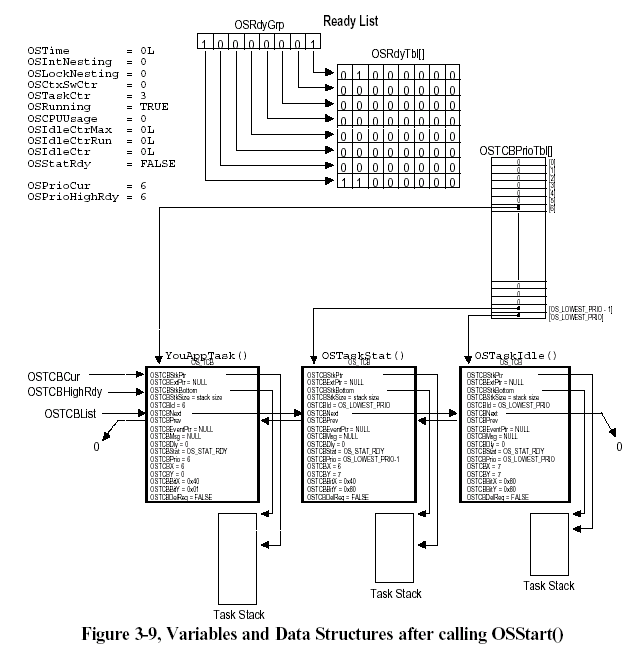 Ready List
OSRdyGrp
1 0 0 0 0 0 0 1
OSRdyTbl[]
0 1 0 0 0 0 0 0
0 0 0 0 0 0 0 0
0 0 0 0 0 0 0 0
0 0 0 0 0 0 0 0
0 0 0 0 0 0 0 0
0 0 0 0 0 0 0 0
0 0 0 0 0 0 0 0
1 1 0 0 0 0 0 0
OSTime = 0L
OSIntNesting = 0
OSLockNesting = 0
OSCtxSwCtr = 0
OSTaskCtr = 3
OSRunning = TRUE
OSCPUUsage = 0
OSIdleCtrMax = 0L
OSIdleCtrRun = 0L
OSIdleCtr = 0L
OSStatRdy = FALSE
OSPrioCur = 6
OSPrioHighRdy = 6
OSTCBPrioTbl[]
0 [0]
0 [1]
0 [2]
0 [3]
0 [4]
0 [5]
[6]
0
0
0
[OS_LOWEST_PRIO - 1]
[OS_LOWEST_PRIO]
OSTCBCur
OSTCBHighRdy
OSTCBList
0
YouAppTask()
OS_TCB
OSTCBStkPtr
OSTCBExtPtr = NULL
OSTCBStkBottom
OSTCBStkSize = stack size
OSTCBId = 6
OSTCBNext
OSTCBPrev
OSTCBEventPtr = NULL
OSTCBMsg = NULL
OSTCBDly = 0
OSTCBStat = OS_STAT_RDY
OSTCBPrio = 6
OSTCBX = 6
OSTCBY = 0
OSTCBBitX = 0x40
OSTCBBitY = 0x01
OSTCBDelReq = FALSE
Task Stack
OSTaskStat()
OS_TCB
OSTCBStkPtr
OSTCBExtPtr = NULL
OSTCBStkBottom
OSTCBStkSize = stack size
OSTCBId = OS_LOWEST_PRIO
OSTCBNext
OSTCBPrev
OSTCBEventPtr = NULL
OSTCBMsg = NULL
OSTCBDly = 0
OSTCBStat = OS_STAT_RDY
OSTCBPrio = OS_LOWEST_PRIO-1
OSTCBX = 6
OSTCBY = 7
OSTCBBitX = 0x40
OSTCBBitY = 0x80
OSTCBDelReq = FALSE
Task Stack
OSTaskIdle()
OS_TCB
OSTCBStkPtr
OSTCBExtPtr = NULL
OSTCBStkBottom
OSTCBStkSize = stack size
OSTCBId = OS_LOWEST_PRIO
OSTCBNext
OSTCBPrev
OSTCBEventPtr = NULL
OSTCBMsg = NULL
OSTCBDly = 0
OSTCBStat = OS_STAT_RDY
OSTCBPrio = OS_LOWEST_PRIO
OSTCBX = 7
OSTCBY = 7
OSTCBBitX = 0x80
OSTCBBitY = 0x80
OSTCBDelReq = FALSE
Task Stack
0
Figure 3-9, Variables and Data Structures after calling OSStart()